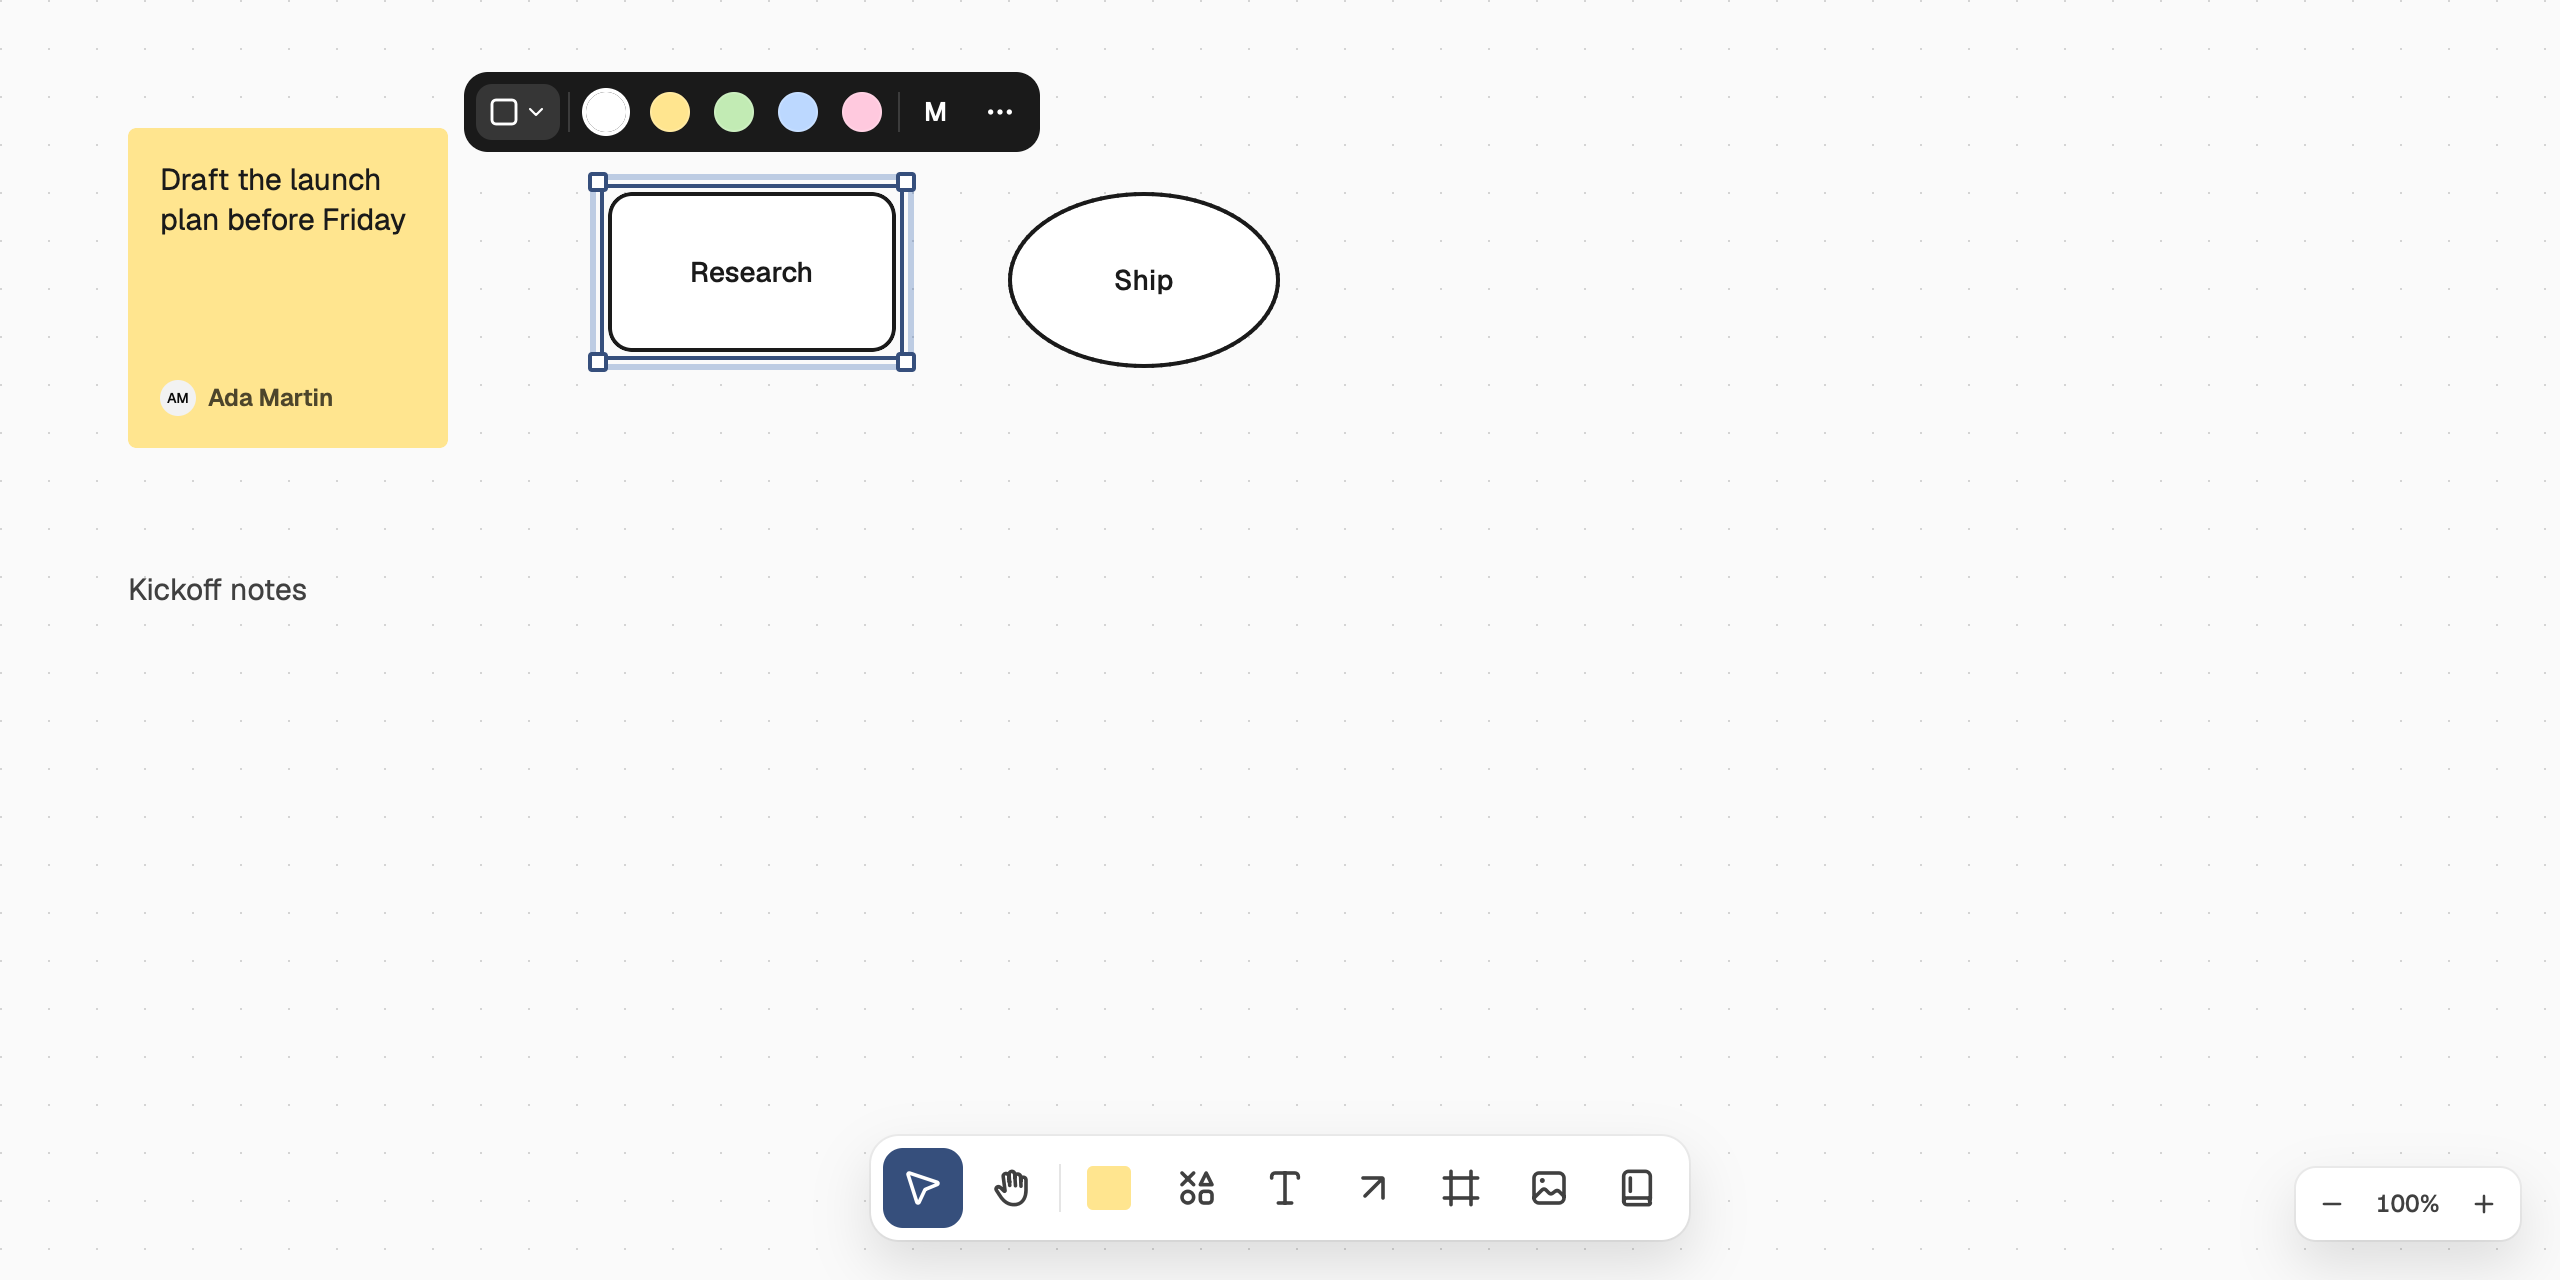 M
Draft the launch
plan before Friday
AM Ada Martin
Research
Ship
Kickoff notes
100%